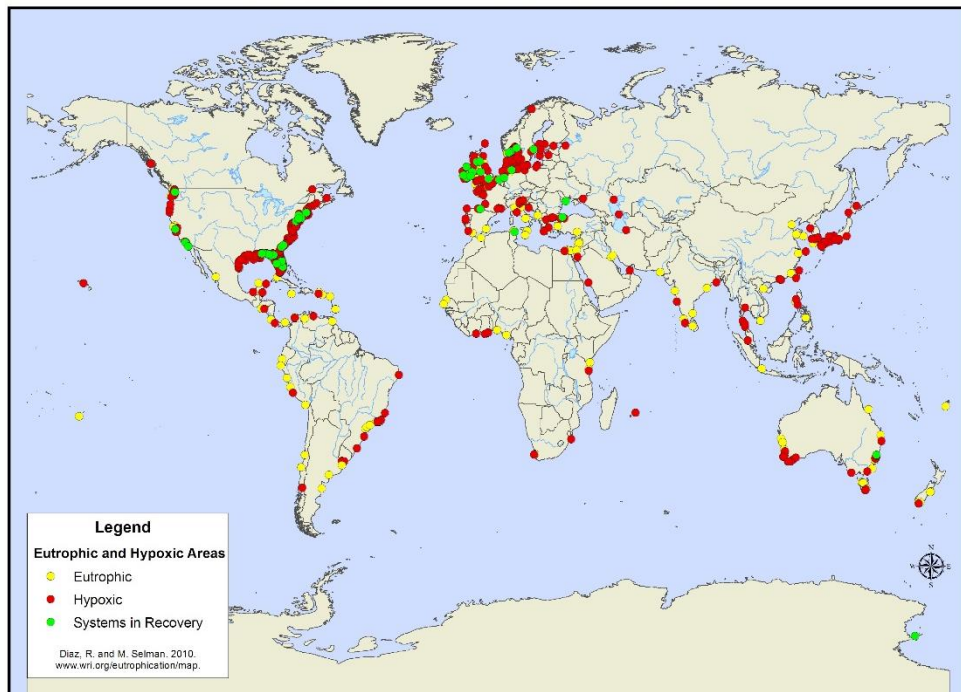 N
W
E
S
Legend
Eutrophic and Hypoxic Areas
Eutrophic
Hypoxic
Systems in Recovery
Diaz, R. and M. Selman. 2010.
www.wri.org/eutrophication/map.